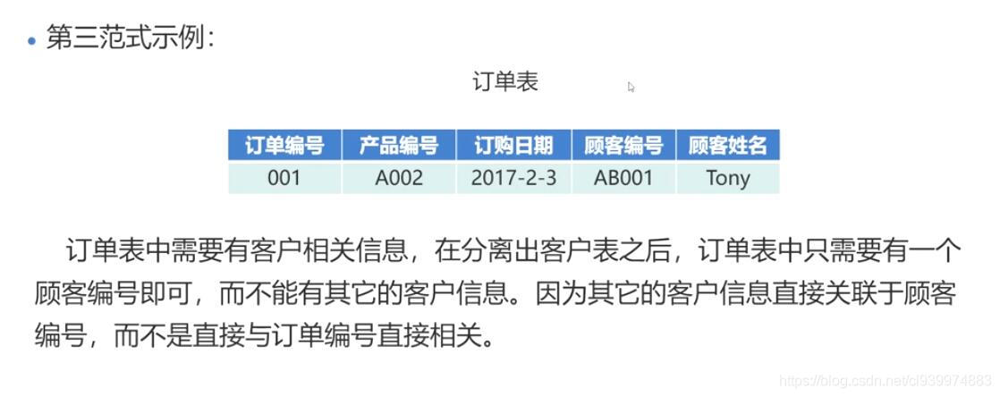 • 第三范式示例：
订单表
订单编号 产品编号 订购日期 顾客编号 顾客姓名
001 A002 2017-2-3 AB001 Tony
订单表中需要有客户相关信息，在分离出客户表之后，订单表中只需要有一个
顾客编号即可，而不能有其它的客户信息。因为其它的客户信息直接关联于顾客
编号，而不是直接与订单编号直接相关。
https://blog.csdn.net/cl939974883